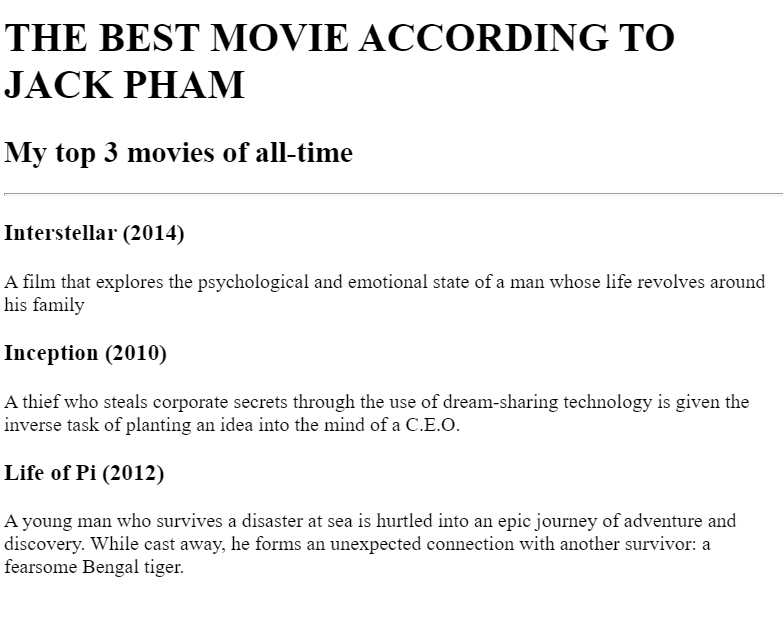 THE BEST MOVIE ACCORDING TO
JACK PHAM
My top 3 movies of all-time
Interstellar (2014)
A film that explores the psychological and emotional state of a man whose life revolves around
his family
Inception (2010)
A thief who steals corporate secrets through the use of dream-sharing technology is given the
inverse task of planting an idea into the mind of a C.E.O.
Life of Pi (2012)
A young man who survives a disaster at sea is hurtled into an epic journey of adventure and
discovery. While cast away, he forms an unexpected connection with another survivor: a
fearsome Bengal tiger.